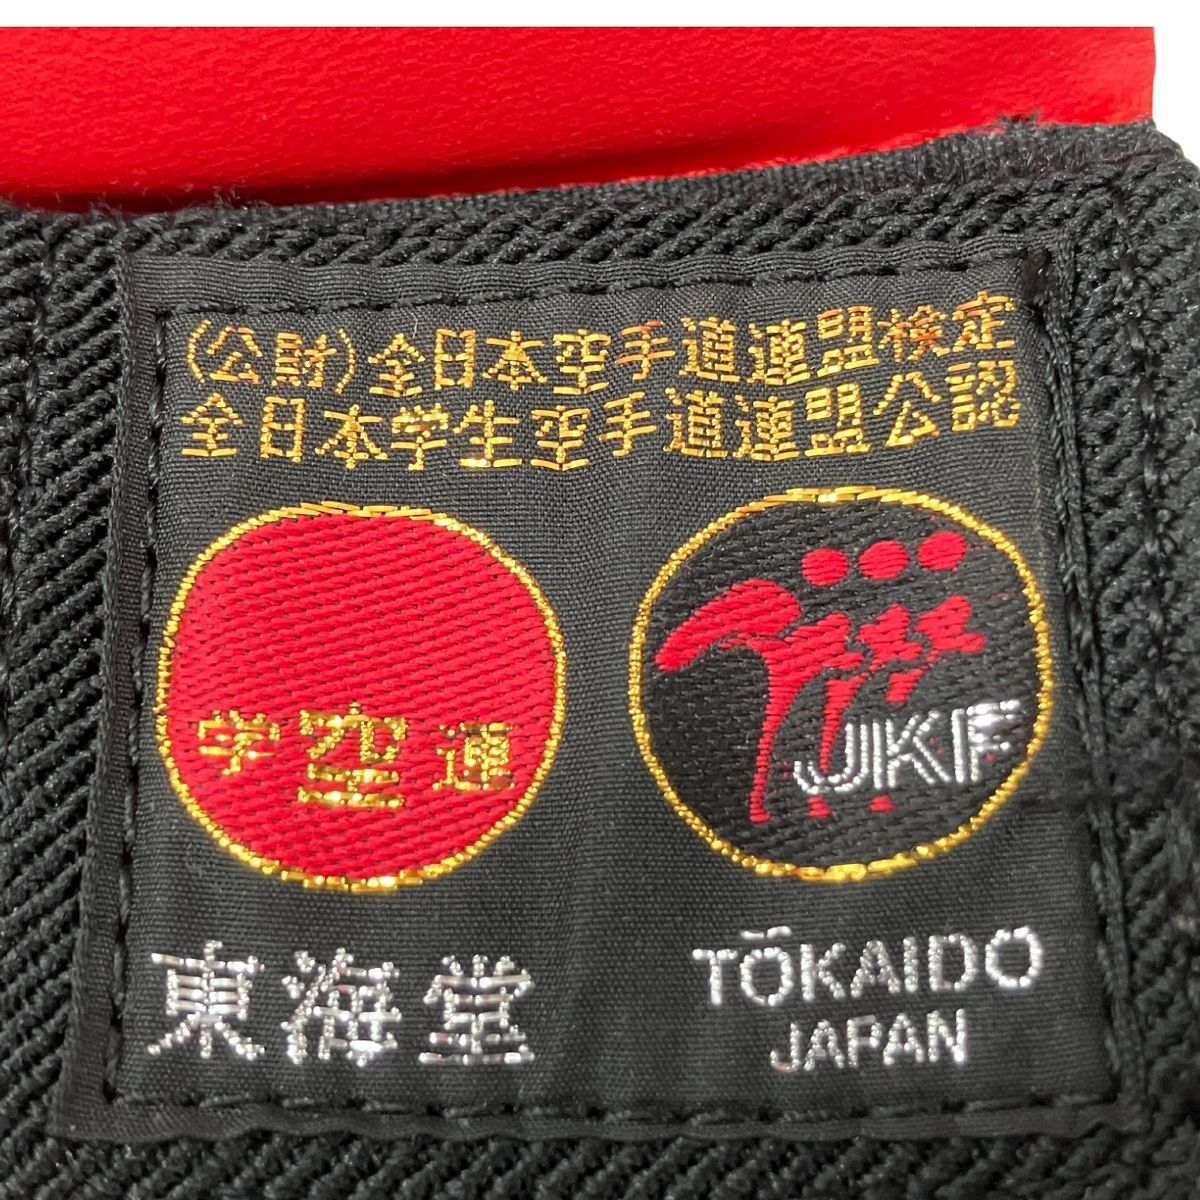 (公財)全日本空手道連盟検定
全日本学生空手道連盟公認
学空連
JKF
東海堂
TŌKAIDO
JAPAN